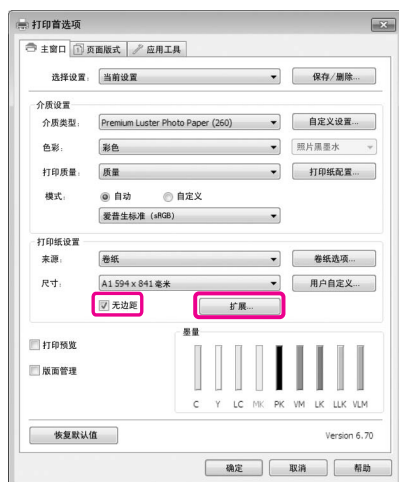 打印首选项
主窗口 页面版式 应用工具
选择设置: 当前设置 保存/删除...
介质设置
介质类型: Premium Luster Photo Paper (260) 自定义设置...
色彩: 彩色 照片黑墨水
打印质量: 质量 打印纸配置...
模式: 自动 自定义
爱普生标准 (sRGB)
打印纸设置
来源: 卷纸 卷纸选项...
尺寸: A1 594 x 841 毫米 用户自定义...
无边距 扩展...
墨量
打印预览
版面管理
C Y LC MK PK VM LK LLK VLM
恢复默认值 Version 6.70
确定 取消 帮助